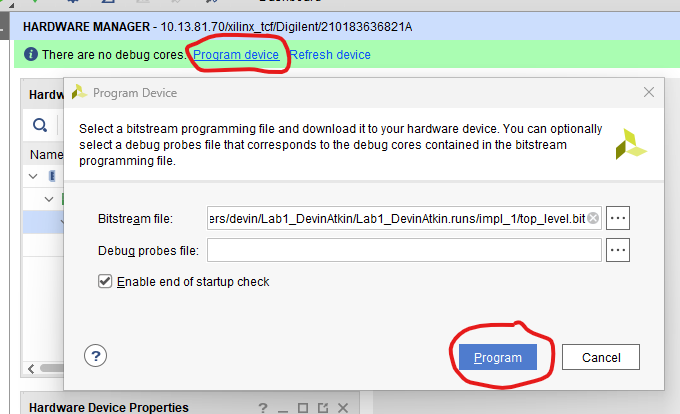 HARDWARE MANAGER - 10.13.81.70/xilinx_tcf/Digilent/210183636821A
There are no debug cores. Program device Refresh device
Hardw
Program Device
Select a bitstream programming file and download it to your hardware device. You can optionally
select a debug probes file that corresponds to the debug cores contained in the bitstream
programming file.
Name
Bitstream file: ers/devin/Lab1_DevinAtkin/Lab1_DevinAtkin.runs/impl_1/top_level.bit
Debug probes file:
Enable end of startup check
? Program Cancel
Hardware Device Properties ?